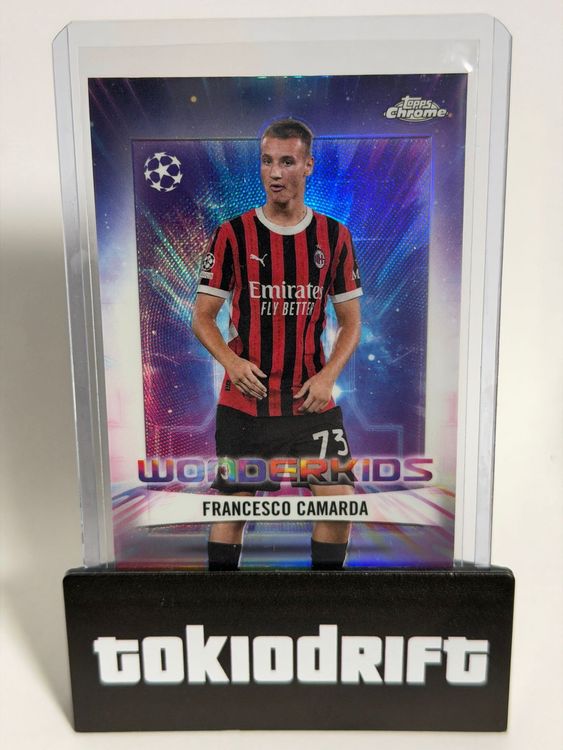 topps
Chrome
Emirates
FLY BETTER
73
WONDERKIDS
FRANCESCO CAMARDA
TOKIODRIFT